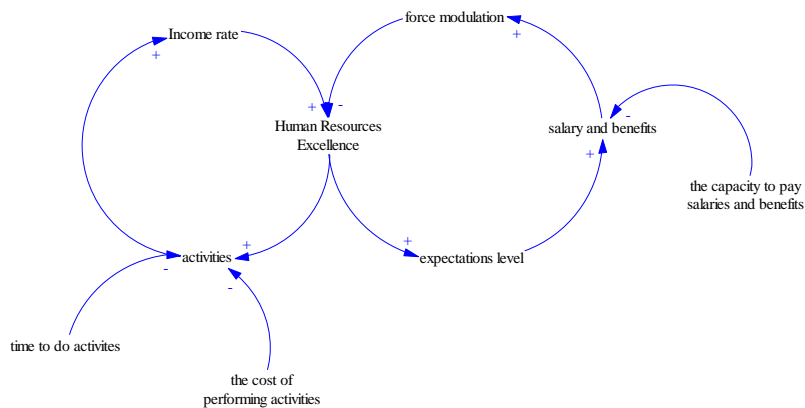 Income rate
force modulation
+
+
+
-
Human Resources
Excellence
salary and benefits
-
+
the capacity to pay
salaries and benefits
+
+
activities
expectations level
-
-
time to do activites
the cost of
performing activities